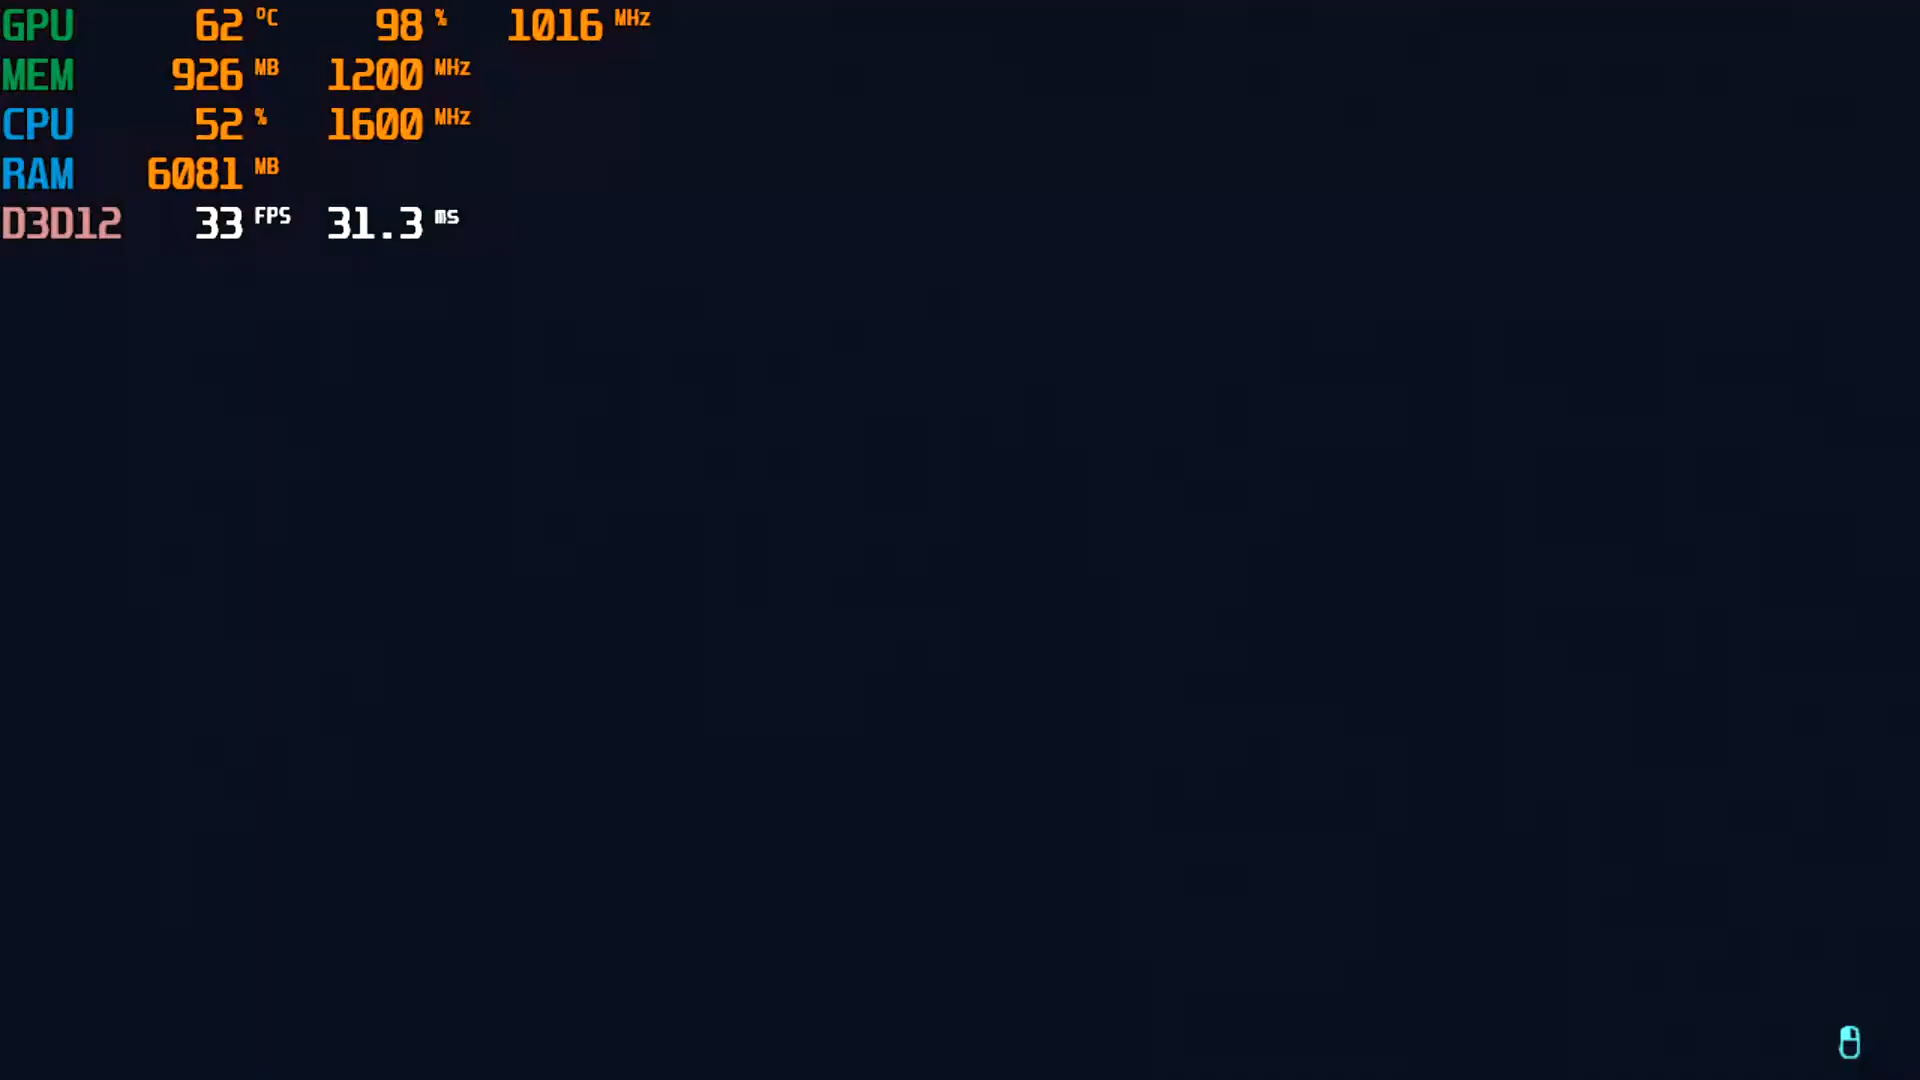 GPU 62 °C 98 % 1016 MHz
MEM 926 MB 1200 MHz
CPU 52 % 1600 MHz
RAM 6081 MB
D3D12 33 FPS 31.3 ms